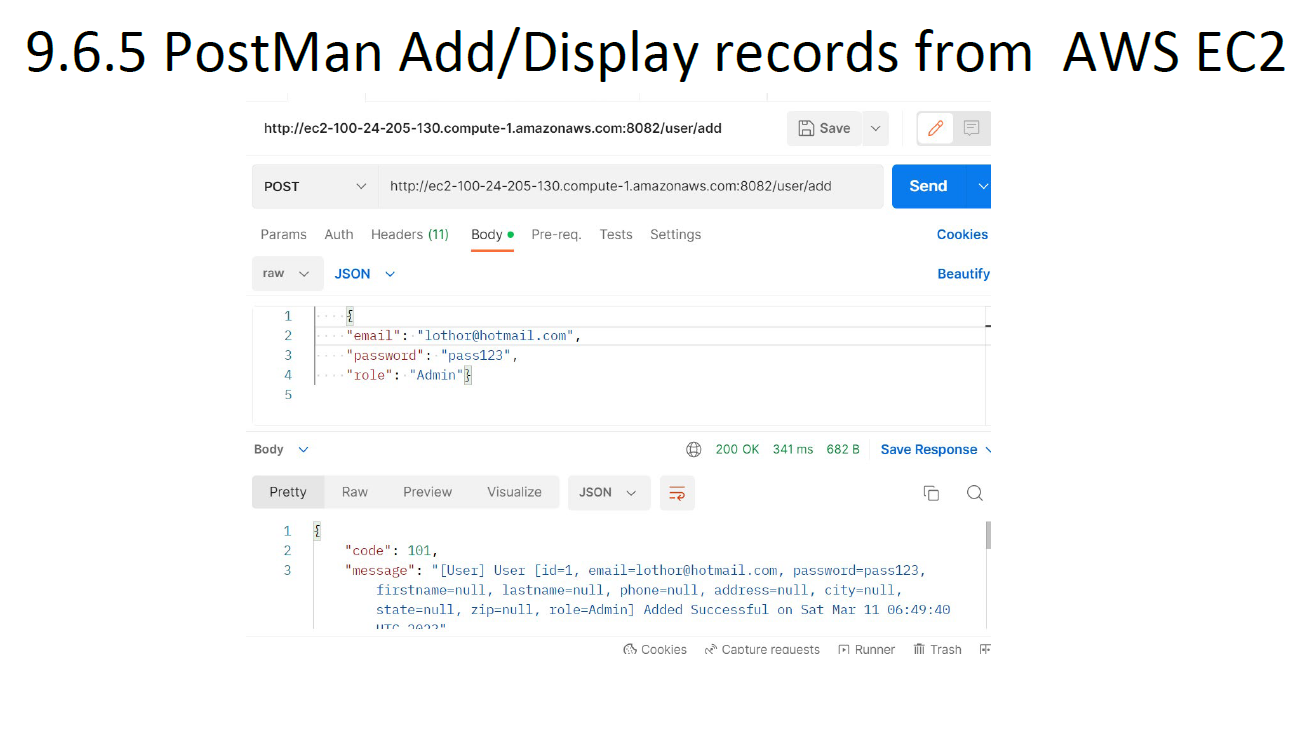 9.6.5 PostMan Add/Display records from AWS EC2
http://ec2-100-24-205-130.compute-1.amazonaws.com:8082/user/add
Save
POST http://ec2-100-24-205-130.compute-1.amazonaws.com:8082/user/add Send
Params Auth Headers (11) Body Pre-req. Tests Settings Cookies
raw JSON Beautify
1 {
2 "email": "lothor@hotmail.com",
3 "password": "pass123",
4 "role": "Admin"}
5
Body 200 OK 341 ms 682 B Save Response
Pretty Raw Preview Visualize JSON
1 {
2 "code": 101,
3 "message": "[User] User [id=1, email=lothor@hotmail.com, password=pass123,
firstname=null, lastname=null, phone=null, address=null, city=null,
state=null, zip=null, role=Admin] Added Successful on Sat Mar 11 06:49:40
UTC 2023"
Cookies Capture requests Runner Trash